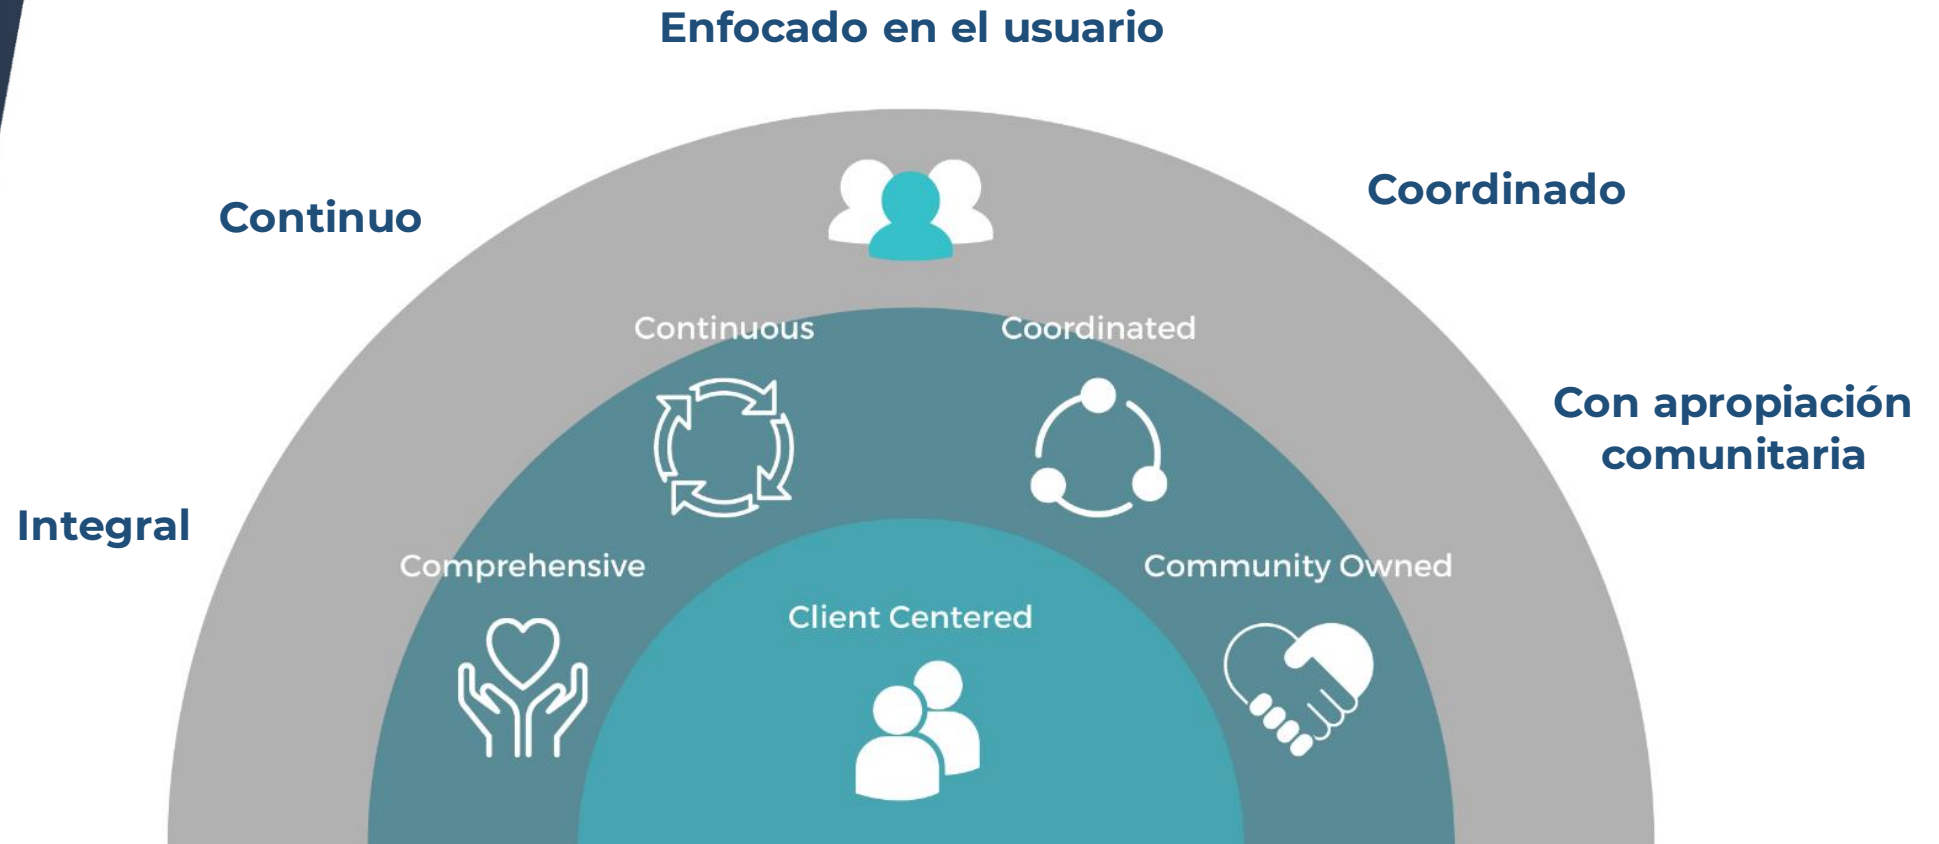 Enfocado en el usuario
Continuo
Coordinado
Continuous
Coordinated
Con apropiación
comunitaria
Integral
Comprehensive
Community Owned
Client Centered